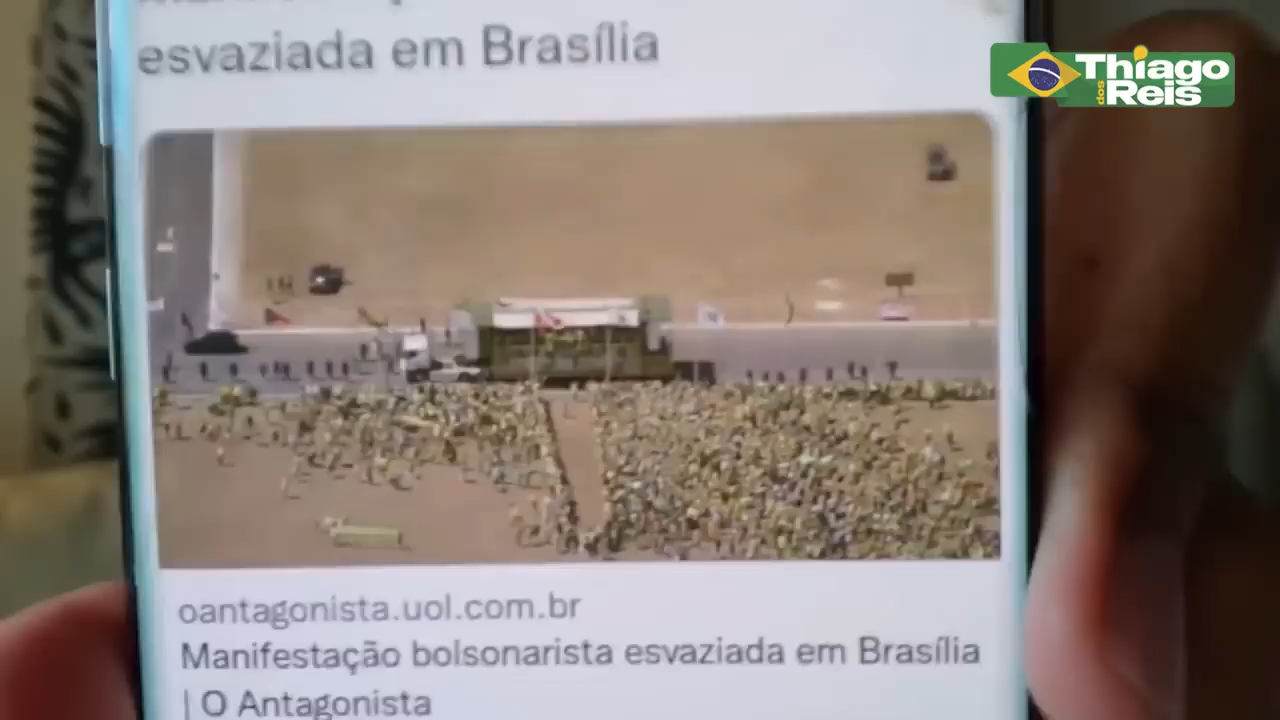 esvaziada em Brasília
Thiago
dos
Reis
oantagonista.uol.com.br
Manifestação bolsonarista esvaziada em Brasília
| O Antagonista